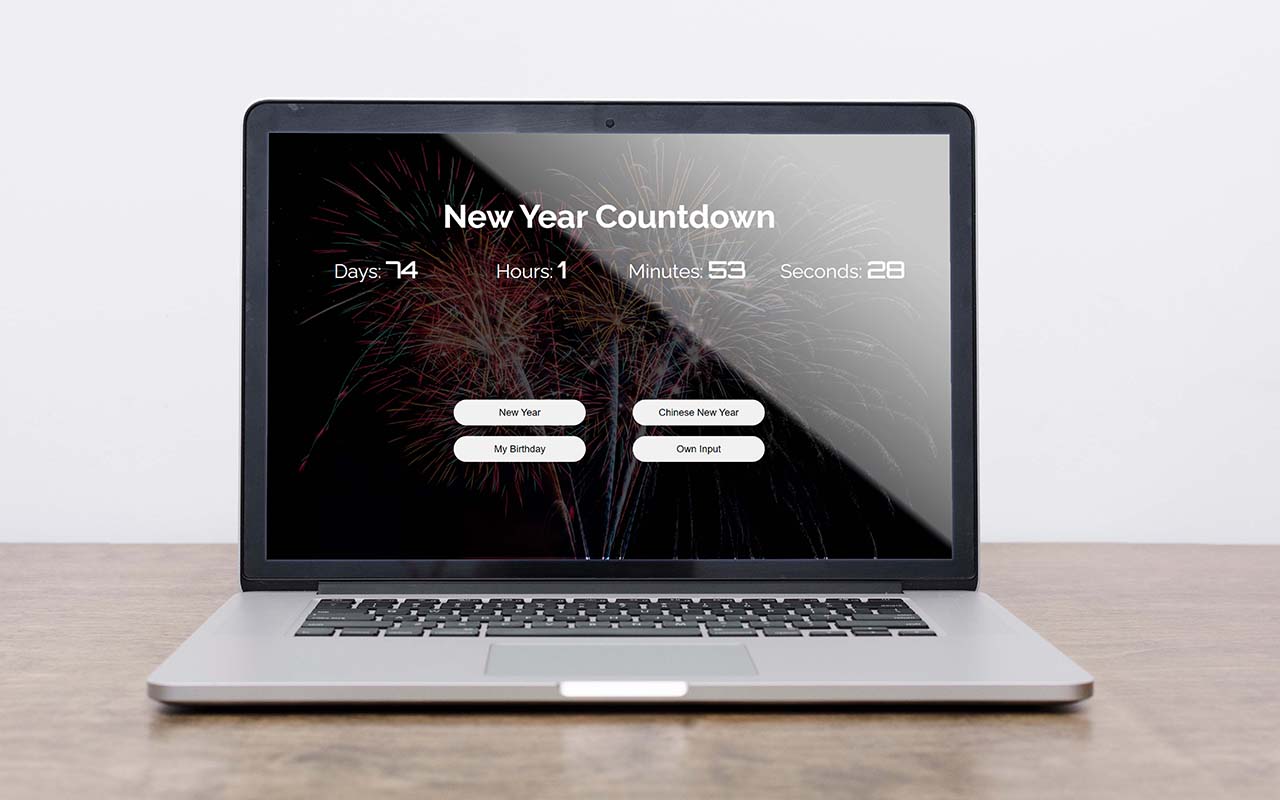 New Year Countdown
Days: 74 Hours: 1 Minutes: 53 Seconds: 28
New Year Chinese New Year
My Birthday Own Input